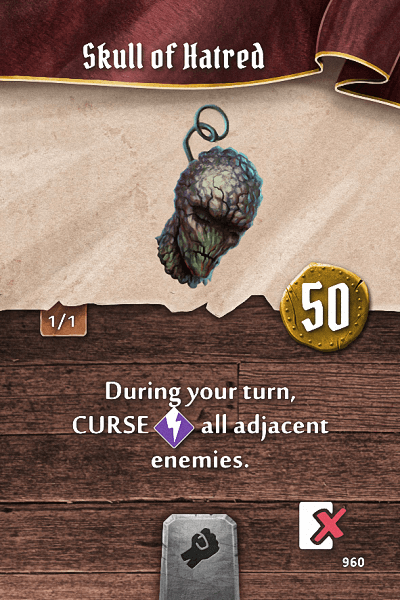 Skull of Hatred
1/1
50
During your turn,
CURSE all adjacent
enemies.
960